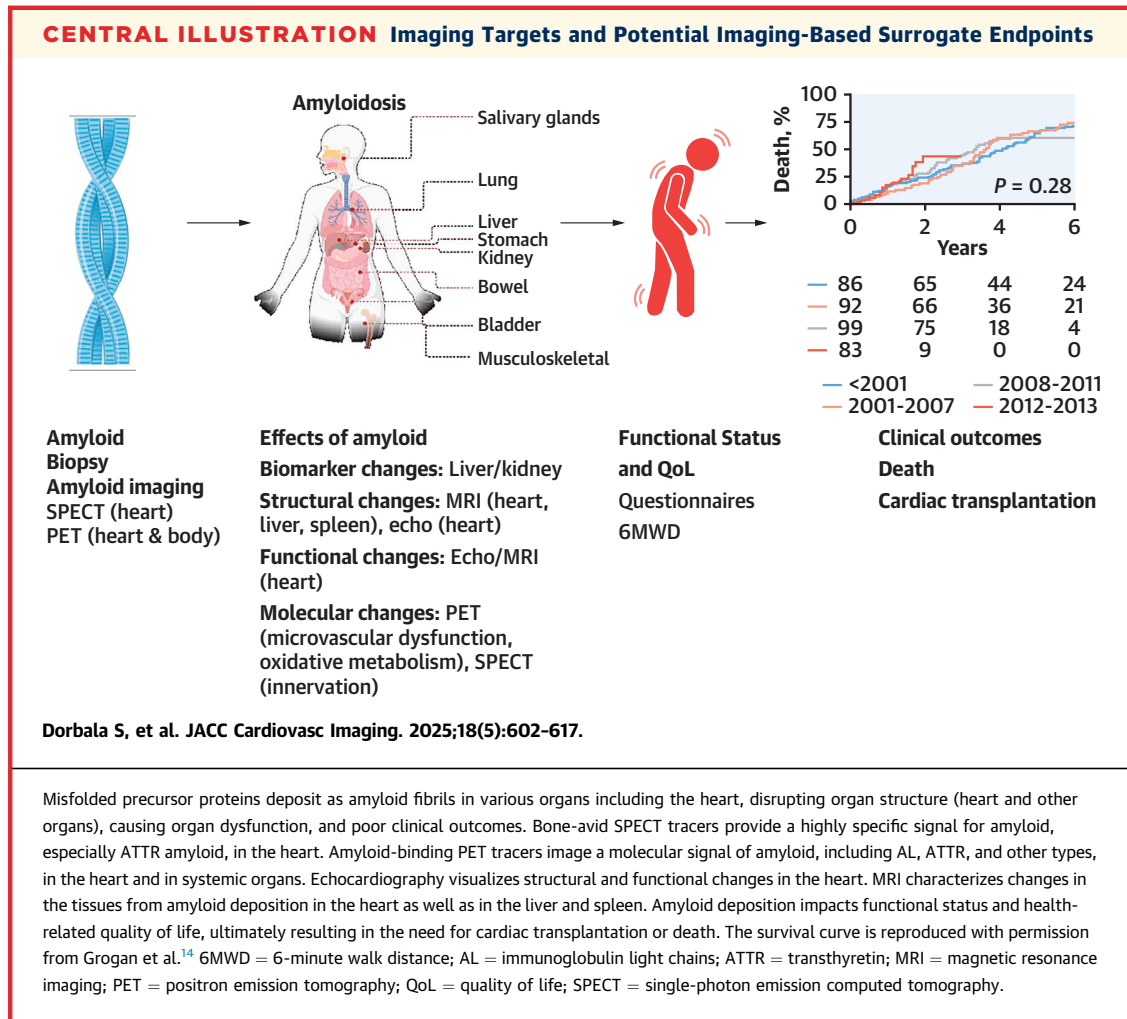 CENTRAL ILLUSTRATION Imaging Targets and Potential Imaging-Based Surrogate Endpoints
Amyloidosis
Salivary glands
Lung
Liver
Stomach
Kidney
Bowel
Bladder
Musculoskeletal
Death, %
100
75
50
25
0
P = 0.28
0 2 4 6
Years
86 65 44 24
92 66 36 21
99 75 18 4
83 9 0 0
<2001 2008-2011
2001-2007 2012-2013
Amyloid
Biopsy
Amyloid imaging
SPECT (heart)
PET (heart & body)
Effects of amyloid
Biomarker changes: Liver/kidney
Structural changes: MRI (heart,
liver, spleen), echo (heart)
Functional changes: Echo/MRI
(heart)
Molecular changes: PET
(microvascular dysfunction,
oxidative metabolism), SPECT
(innervation)
Functional Status
and QoL
Questionnaires
6MWD
Clinical outcomes
Death
Cardiac transplantation
Dorbala S, et al. JACC Cardiovasc Imaging. 2025;18(5):602–617.
Misfolded precursor proteins deposit as amyloid fibrils in various organs including the heart, disrupting organ structure (heart and other
organs), causing organ dysfunction, and poor clinical outcomes. Bone-avid SPECT tracers provide a highly specific signal for amyloid,
especially ATTR amyloid, in the heart. Amyloid-binding PET tracers image a molecular signal of amyloid, including AL, ATTR, and other types,
in the heart and in systemic organs. Echocardiography visualizes structural and functional changes in the heart. MRI characterizes changes in
the tissues from amyloid deposition in the heart as well as in the liver and spleen. Amyloid deposition impacts functional status and health-
related quality of life, ultimately resulting in the need for cardiac transplantation or death. The survival curve is reproduced with permission
from Grogan et al.14 6MWD = 6-minute walk distance; AL = immunoglobulin light chains; ATTR = transthyretin; MRI = magnetic resonance
imaging; PET = positron emission tomography; QoL = quality of life; SPECT = single-photon emission computed tomography.